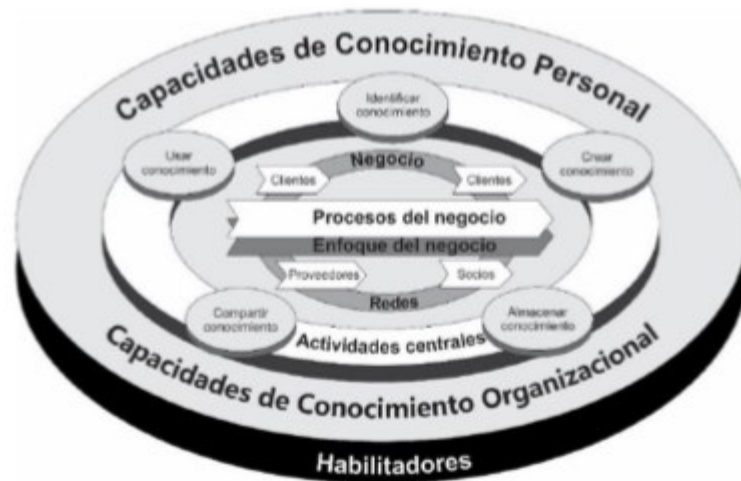 Capacidades de Conocimiento Personal
Identificar
conocimiento
Usar
conocimiento
Crear
conocimiento
Negocio
Clientes
Clientes
Procesos del negocio
Enfoque del negocio
Proveedores
Socios
Redes
Compartir
conocimiento
Almacenar
conocimiento
Actividades centrales
Capacidades de Conocimiento Organizacional
Habilitadores